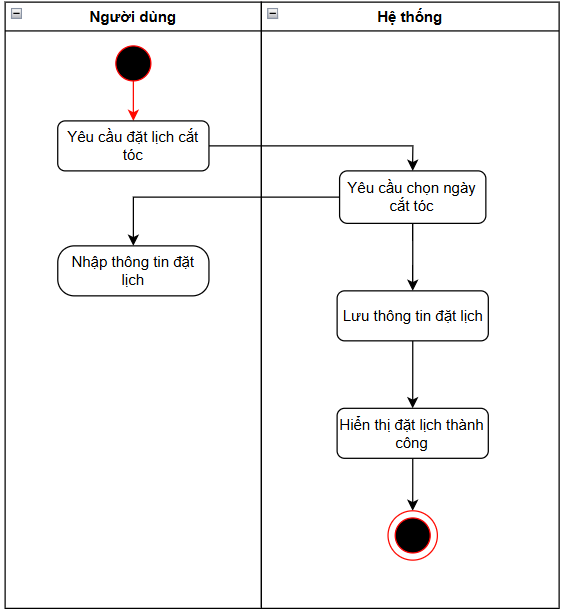 Người dùng
Hệ thống
Yêu cầu đặt lịch cắt
tóc
Yêu cầu chọn ngày
cắt tóc
Nhập thông tin đặt
lịch
Lưu thông tin đặt lịch
Hiển thị đặt lịch thành
công